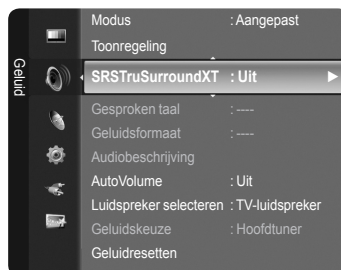 Geluid
Modus : Aangepast
Toonregeling
SRSTruSurroundXT : Uit
Gesproken taal : ----
Geluidsformaat : ----
Audiobeschrijving
AutoVolume : Uit
Luidspreker selecteren : TV-luidspreker
Geluidskeuze : Hoofdtuner
Geluidresetten